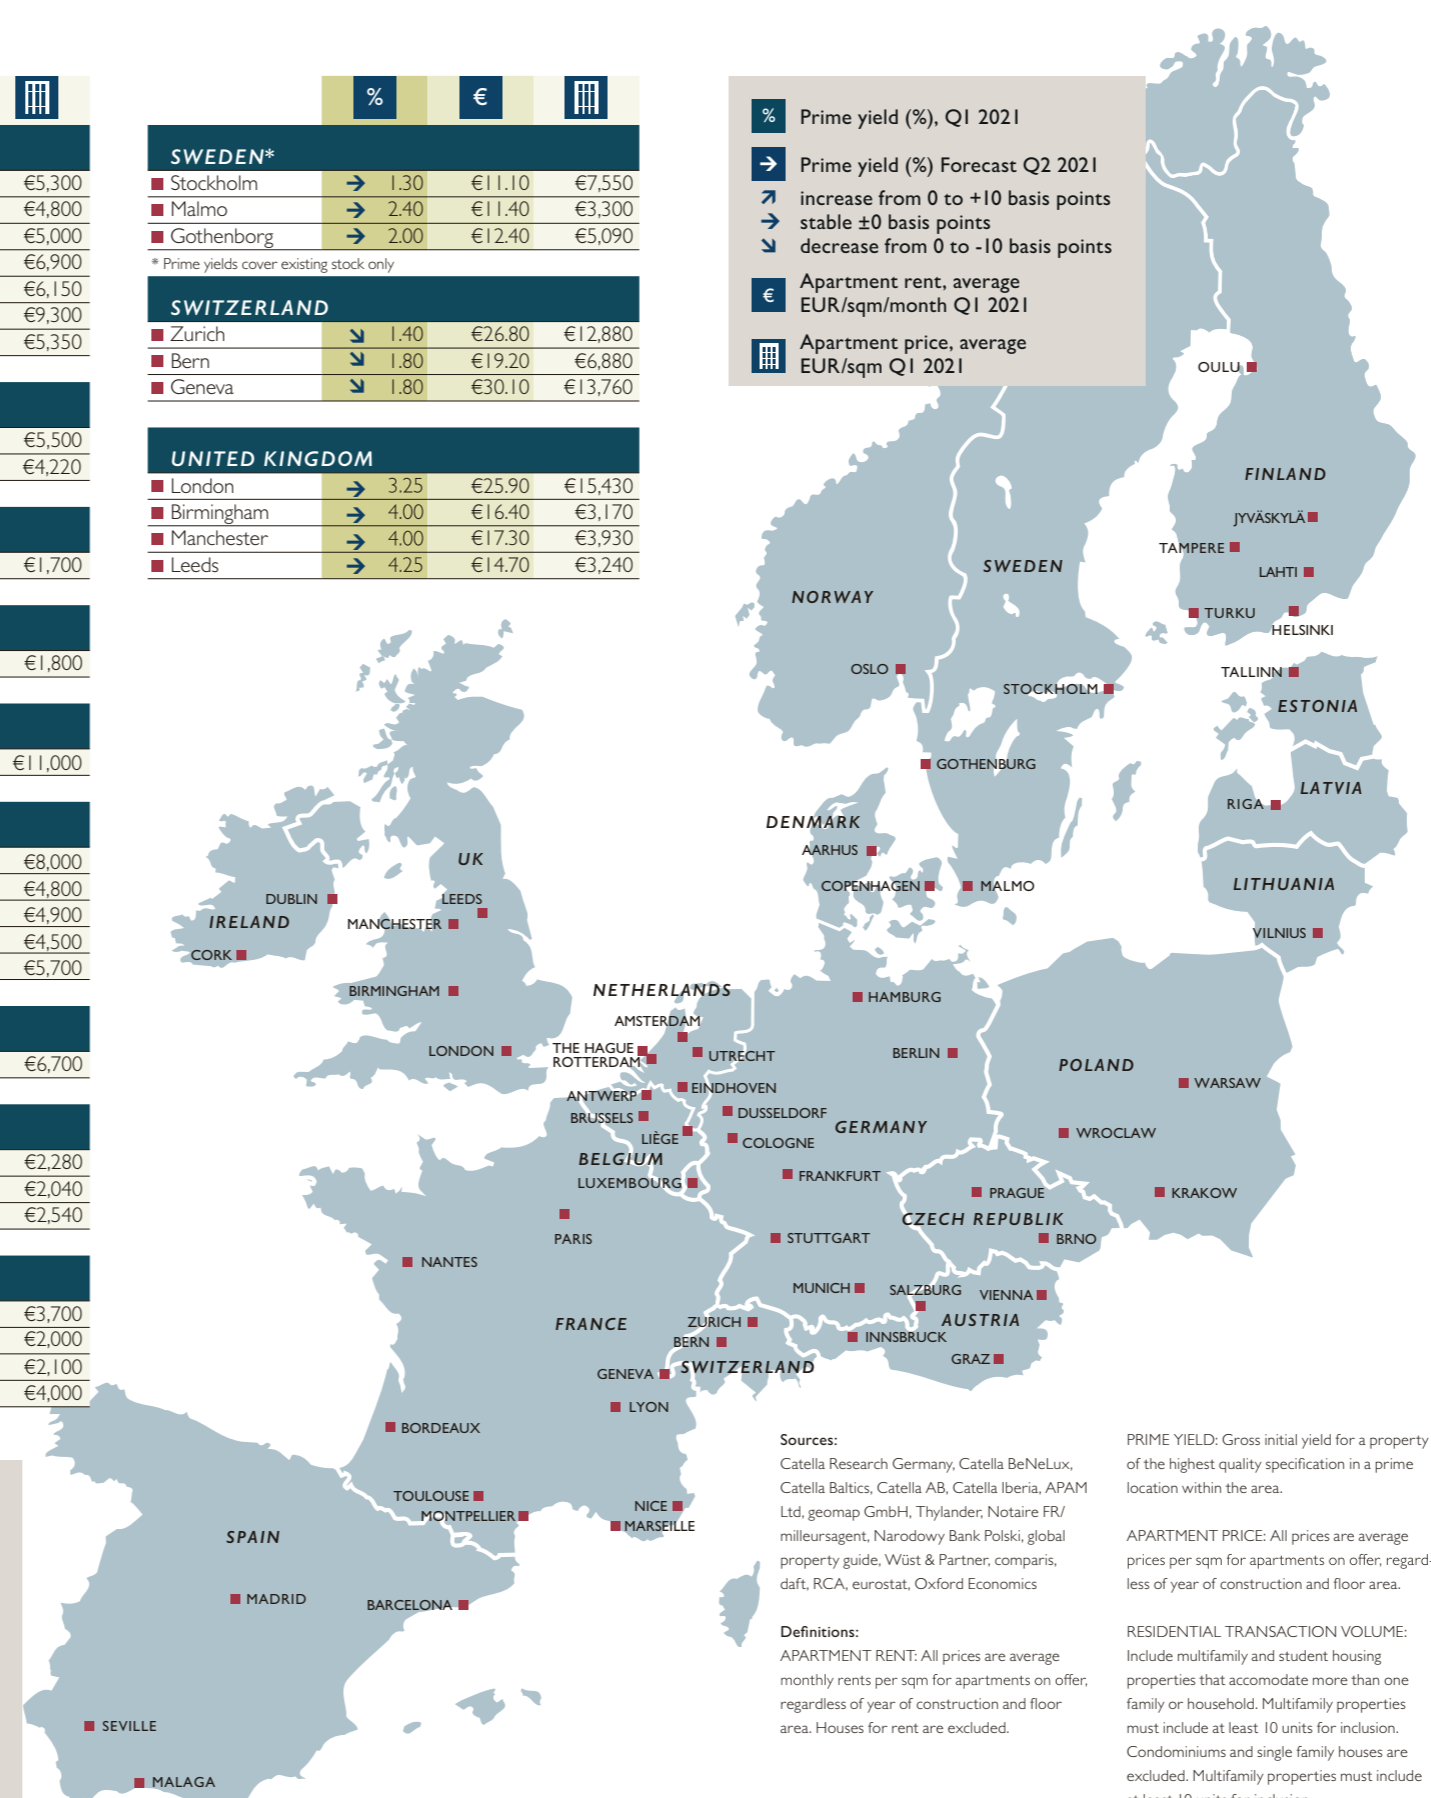 €5,300
€4,800
€5,000
€6,900
€6,150
€9,300
€5,350
€5,500
€4,220
€1,700
€1,800
€11,000
€8,000
€4,800
€4,900
€4,500
€5,700
€6,700
€2,280
€2,040
€2,540
€3,700
€2,000
€2,100
€4,000
% €
SWEDEN*
Stockholm → 1.30 €11.10 €7,550
Malmo → 2.40 €11.40 €3,300
Gothenborg → 2.00 €12.40 €5,090
* Prime yields cover existing stock only
SWITZERLAND
Zurich ↘ 1.40 €26.80 €12,880
Bern ↘ 1.80 €19.20 €6,880
Geneva ↘ 1.80 €30.10 €13,760
UNITED KINGDOM
London → 3.25 €25.90 €15,430
Birmingham → 4.00 €16.40 €3,170
Manchester → 4.00 €17.30 €3,930
Leeds → 4.25 €14.70 €3,240
% Prime yield (%), Q1 2021
→ Prime yield (%) Forecast Q2 2021
↗ increase from 0 to +10 basis points
→ stable ±0 basis points
↘ decrease from 0 to -10 basis points
€ Apartment rent, average
EUR/sqm/month Q1 2021
Apartment price, average
EUR/sqm Q1 2021
OULU
FINLAND
JYVÄSKYLÄ
TAMPERE
LAHTI
TURKU
HELSINKI
SWEDEN
NORWAY
OSLO
STOCKHOLM
TALLINN
ESTONIA
GOTHENBURG
LATVIA
RIGA
DENMARK
AARHUS
COPENHAGEN
MALMO
LITHUANIA
VILNIUS
UK
LEEDS
DUBLIN
IRELAND
MANCHESTER
CORK
BIRMINGHAM
LONDON
NETHERLANDS
AMSTERDAM
THE HAGUE
ROTTERDAM
UTRECHT
EINDHOVEN
ANTWERP
BRUSSELS
LIÈGE
BELGIUM
LUXEMBOURG
HAMBURG
BERLIN
DUSSELDORF
COLOGNE
GERMANY
FRANKFURT
STUTTGART
MUNICH
POLAND
WARSAW
WROCLAW
KRAKOW
PRAGUE
CZECH REPUBLIK
BRNO
SALZBURG
VIENNA
AUSTRIA
INNSBRUCK
GRAZ
PARIS
NANTES
FRANCE
ZURICH
BERN
GENEVA
SWITZERLAND
LYON
BORDEAUX
TOULOUSE
MONTPELLIER
NICE
MARSEILLE
SPAIN
MADRID
BARCELONA
SEVILLE
MALAGA
Sources:
Catella Research Germany, Catella BeNeLux,
Catella Baltics, Catella AB, Catella Iberia, APAM
Ltd, geomap GmbH, Thylander, Notaire FR/
milleursagent, Narodowy Bank Polski, global
property guide, Wüst & Partner, comparis,
daft, RCA, eurostat, Oxford Economics
Definitions:
APARTMENT RENT: All prices are average
monthly rents per sqm for apartments on offer,
regardless of year of construction and floor
area. Houses for rent are excluded.
PRIME YIELD: Gross initial yield for a property
of the highest quality specification in a prime
location within the area.
APARTMENT PRICE: All prices are average
prices per sqm for apartments on offer, regard-
less of year of construction and floor area.
RESIDENTIAL TRANSACTION VOLUME:
Include multifamily and student housing
properties that accomodate more than one
family or household. Multifamily properties
must include at least 10 units for inclusion.
Condominiums and single family houses are
excluded. Multifamily properties must include